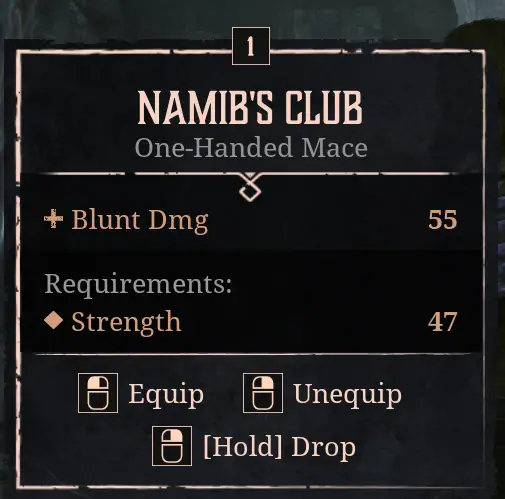 1
NAMIB'S CLUB
One-Handed Mace
Blunt Dmg 55
Requirements:
Strength 47
Equip Unequip
[Hold] Drop